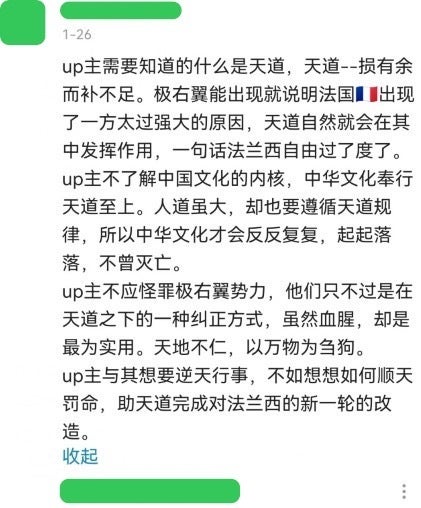 1-26
up主需要知道的什么是天道，天道--损有余
而补不足。极右翼能出现就说明法国🇫🇷出现
了一方太过强大的原因，天道自然就会在其
中发挥作用，一句话法兰西自由过了度了。
up主不了解中国文化的内核，中华文化奉行
天道至上。人道虽大，却也要遵循天道规
律，所以中华文化才会反反复复，起起落
落，不曾灭亡。
up主不应怪罪极右翼势力，他们只不过是在
天道之下的一种纠正方式，虽然血腥，却是
最为实用。天地不仁，以万物为刍狗。
up主与其想要逆天行事，不如想想如何顺天
罚命，助天道完成对法兰西的新一轮的改
造。
收起